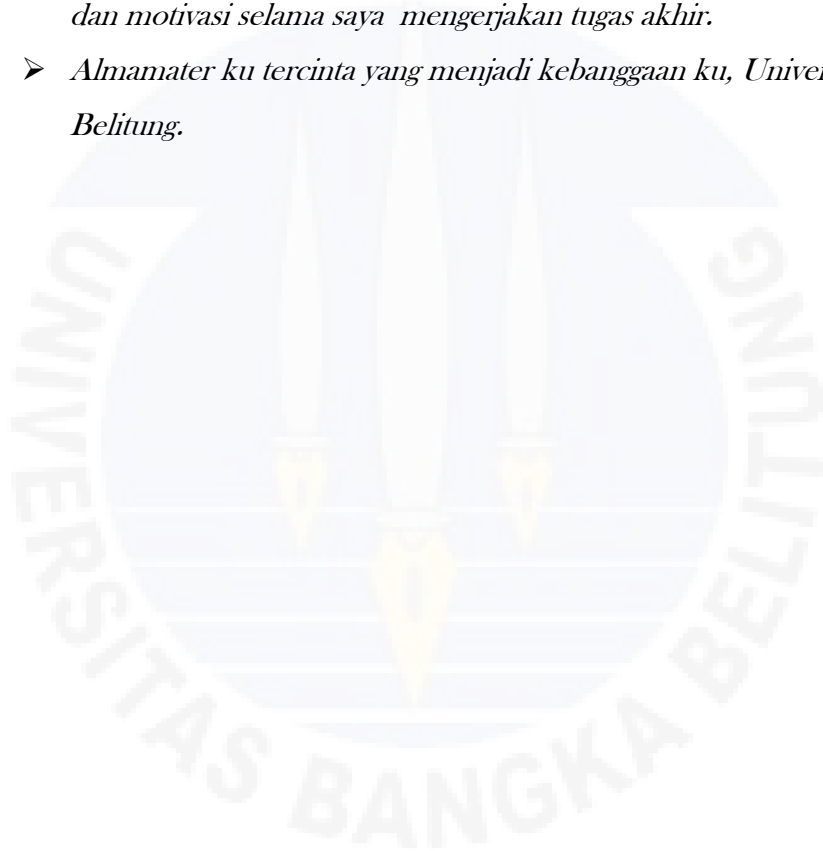 dan motivasi selama saya mengerjakan tugas akhir.
➤ Almamater ku tercinta yang menjadi kebanggaan ku, Univer
Belitung.
UNIVERSITAS BANGKA BELITUNG